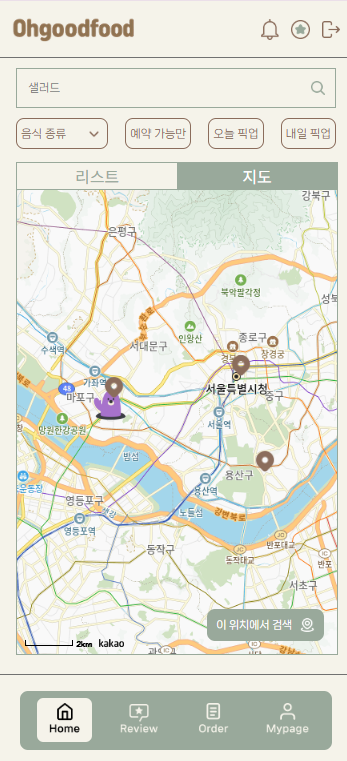 Ohgoodfood
샐러드
음식 종류
예약 가능만
오늘 픽업
내일 픽업
리스트
지도
강북구
은평구
북악팔각정
성북
수색역
서대문구
인왕산
종로구
창경궁
가좌역
48
마포구
서울특별시청
중구
망원한강공원
서울역
밤섬
용산구
용산역
영등포구
노들섬
강변북로
영등포역
동작구
동작대교
반포대교
반포
서초구
이 위치에서 검색
2km kakao
Home
Review
Order
Mypage